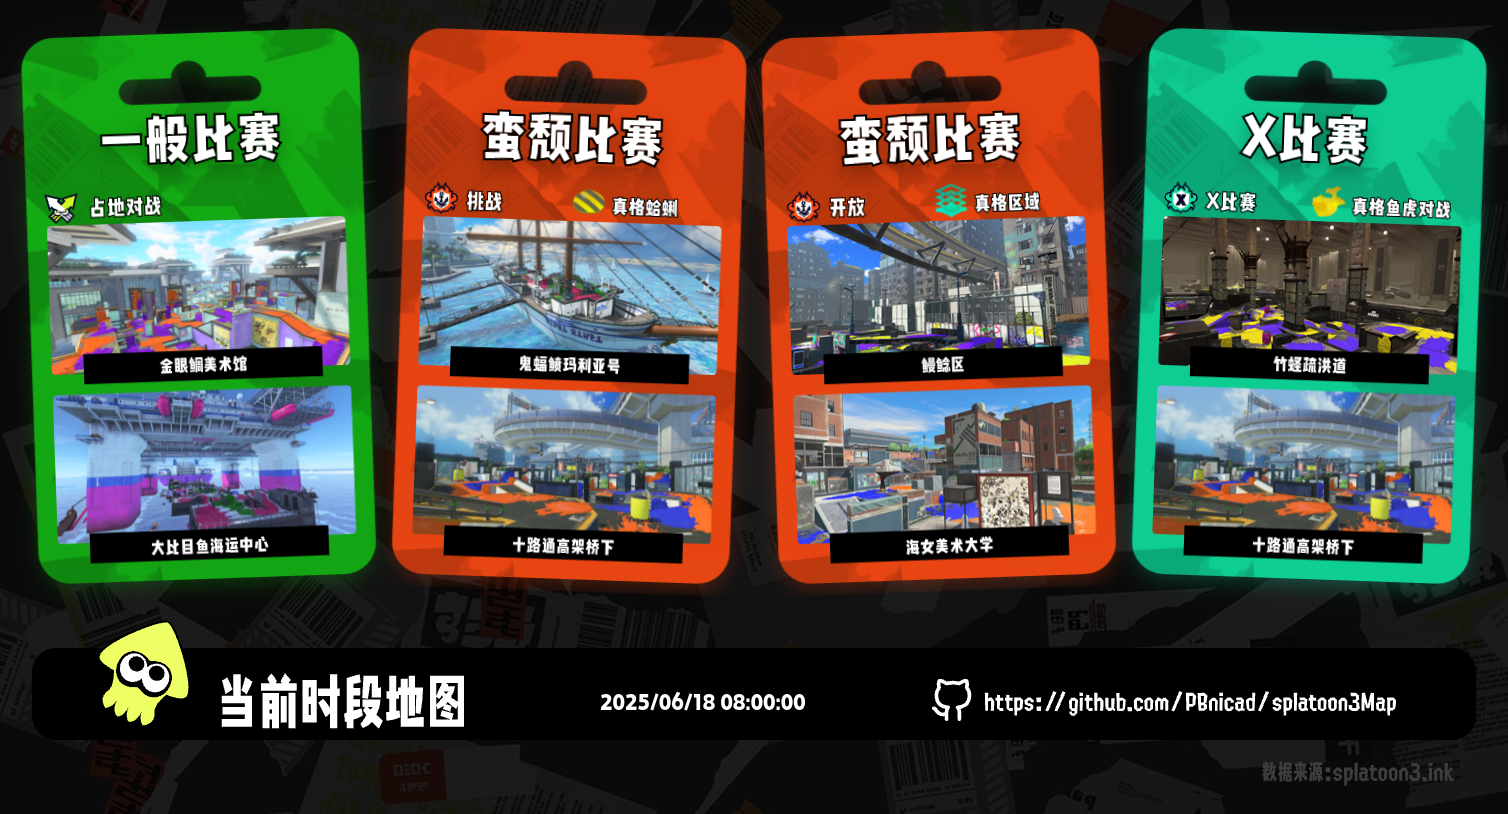 一般比赛
占地对战
金眼鲷美术馆
大比目鱼海运中心
蛮颓比赛
挑战
真格蛤蜊
鬼蝠鲼玛利亚号
十路通高架桥下
蛮颓比赛
开放
真格区域
鳗鲶区
海女美术大学
X比赛
X比赛
真格鱼虎对战
竹蛏疏洪道
十路通高架桥下
当前时段地图
2025/06/18 08:00:00
https://github.com/PBnicad/splatoon3Map
数据来源:splatoon3.ink